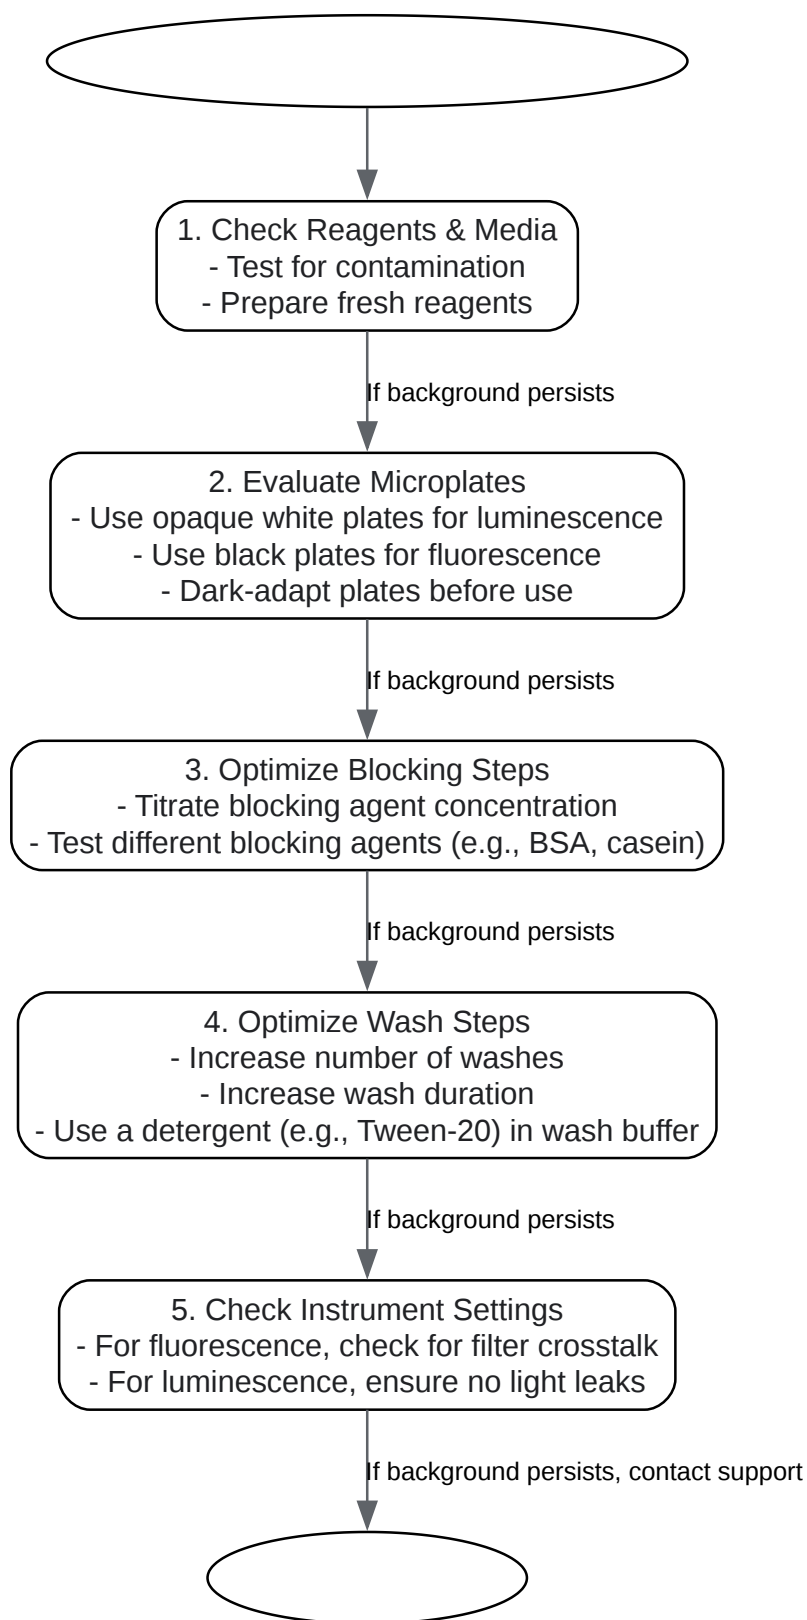 1. Check Reagents & Media
- Test for contamination
- Prepare fresh reagents
If background persists
2. Evaluate Microplates
- Use opaque white plates for luminescence
- Use black plates for fluorescence
- Dark-adapt plates before use
If background persists
3. Optimize Blocking Steps
- Titrate blocking agent concentration
- Test different blocking agents (e.g., BSA, casein)
If background persists
4. Optimize Wash Steps
- Increase number of washes
- Increase wash duration
- Use a detergent (e.g., Tween-20) in wash buffer
If background persists
5. Check Instrument Settings
- For fluorescence, check for filter crosstalk
- For luminescence, ensure no light leaks
If background persists, contact support